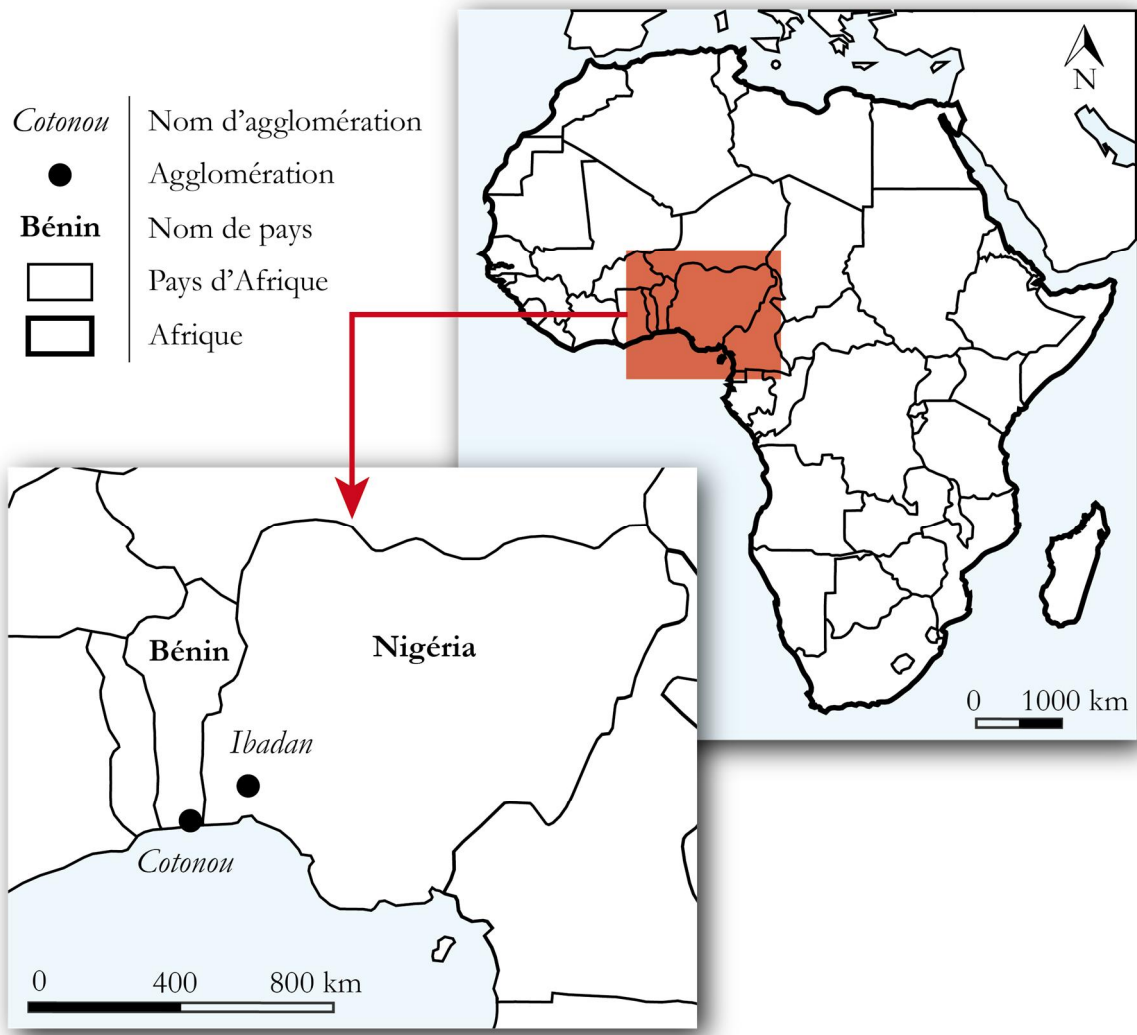 Cotonou Nom d'agglomération
Agglomération
Bénin Nom de pays
Pays d'Afrique
Afrique
N
0 1000 km
Bénin
Nigéria
Ibadan
Cotonou
0 400 800 km